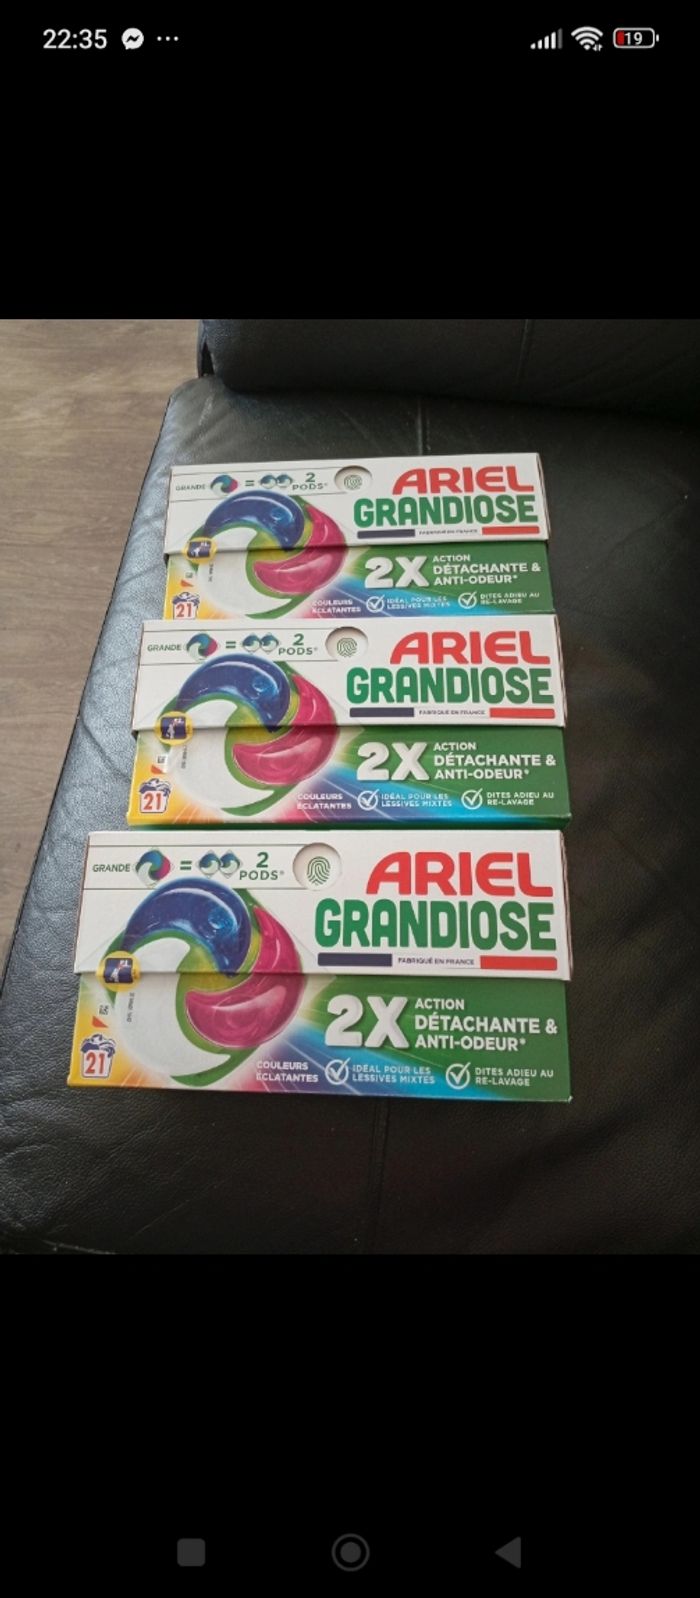 22:35
19
GRANDE = 2 PODS®
ARIEL
GRANDIOSE
FABRIQUÉ EN FRANCE
2X ACTION
DÉTACHANTE &
ANTI-ODEUR*
COULEURS
ÉCLATANTES
IDÉAL POUR LES
LESSIVES MIXTES
DITES ADIEU AU
RE-LAVAGE
21
GRANDE = 2 PODS®
ARIEL
GRANDIOSE
FABRIQUÉ EN FRANCE
2X ACTION
DÉTACHANTE &
ANTI-ODEUR*
COULEURS
ÉCLATANTES
IDÉAL POUR LES
LESSIVES MIXTES
DITES ADIEU AU
RE-LAVAGE
21
GRANDE = 2 PODS®
ARIEL
GRANDIOSE
FABRIQUÉ EN FRANCE
2X ACTION
DÉTACHANTE &
ANTI-ODEUR*
COULEURS
ÉCLATANTES
IDÉAL POUR LES
LESSIVES MIXTES
DITES ADIEU AU
RE-LAVAGE
21